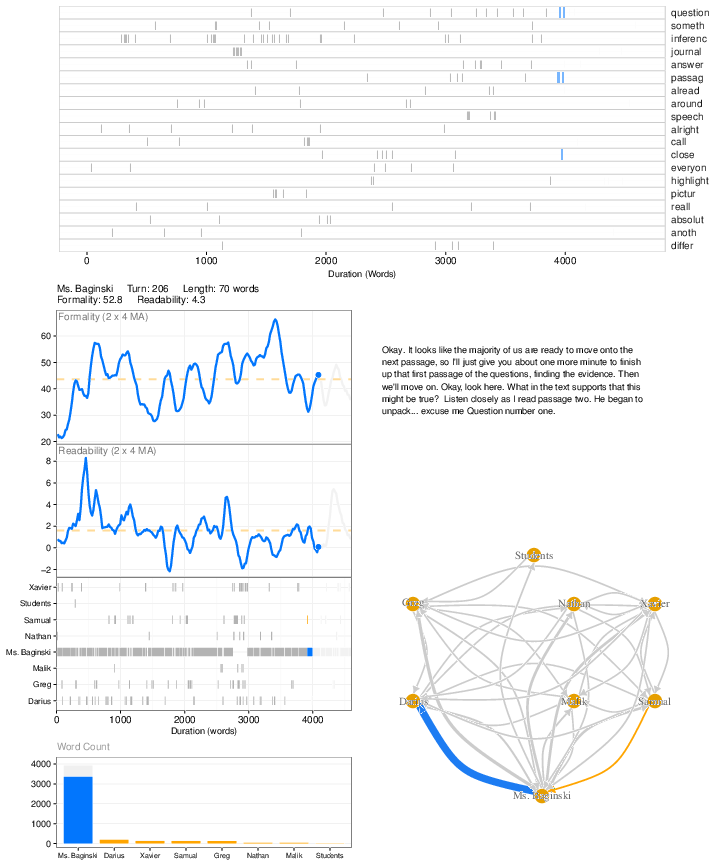 question
someth
inferenc
journal
answer
passag
alread
around
speech
alright
call
close
everyon
highlight
pictur
reall
absolut
anoth
differ
0 1000 2000 3000 4000
Duration (Words)
Ms. Baginski Turn: 206 Length: 70 words
Formality: 52.8 Readability: 4.3
Formality (2 x 4 MA)
60
50
40
30
20
Readability (2 x 4 MA)
8
6
4
2
0
−2
Xavier
Students
Samual
Nathan
Ms. Baginski
Malik
Greg
Darius
0 1000 2000 3000 4000
Duration (words)
Word Count
4000
3000
2000
1000
0
Ms. Baginski Darius Xavier Samual Greg Nathan Malik Students
Okay. It looks like the majority of us are ready to move onto the
next passage, so I'll just give you about one more minute to finish
up that first passage of the questions, finding the evidence. Then
we'll move on. Okay, look here. What in the text supports that this
might be true? Listen closely as I read passage two. He began to
unpack... excuse me Question number one.
Students
Greg Nathan Xavier
Darius Malik Samual
Ms. Baginski